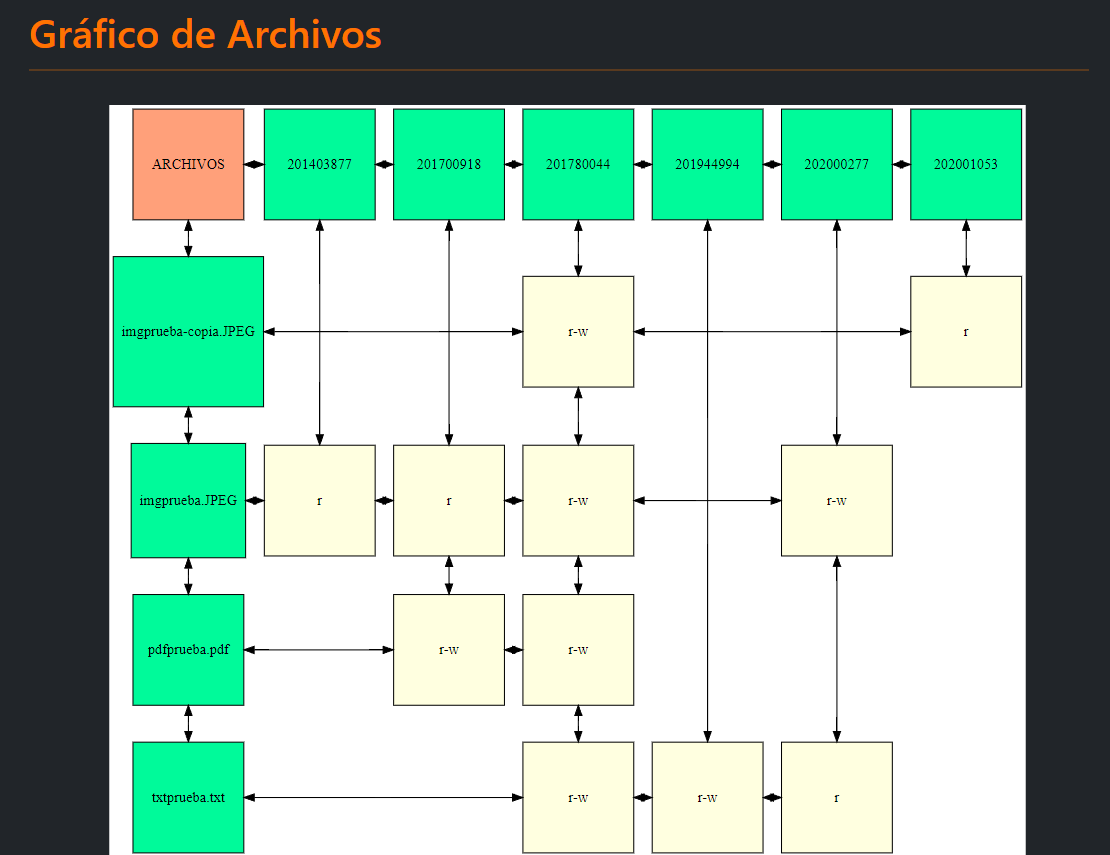 Gráfico de Archivos
ARCHIVOS 201403877 201700918 201780044 201944994 202000277 202001053
imgprueba-copia.JPEG r-w r
imgprueba.JPEG r r r-w r-w
pdfprueba.pdf r-w r-w
txtprueba.txt r-w r-w r